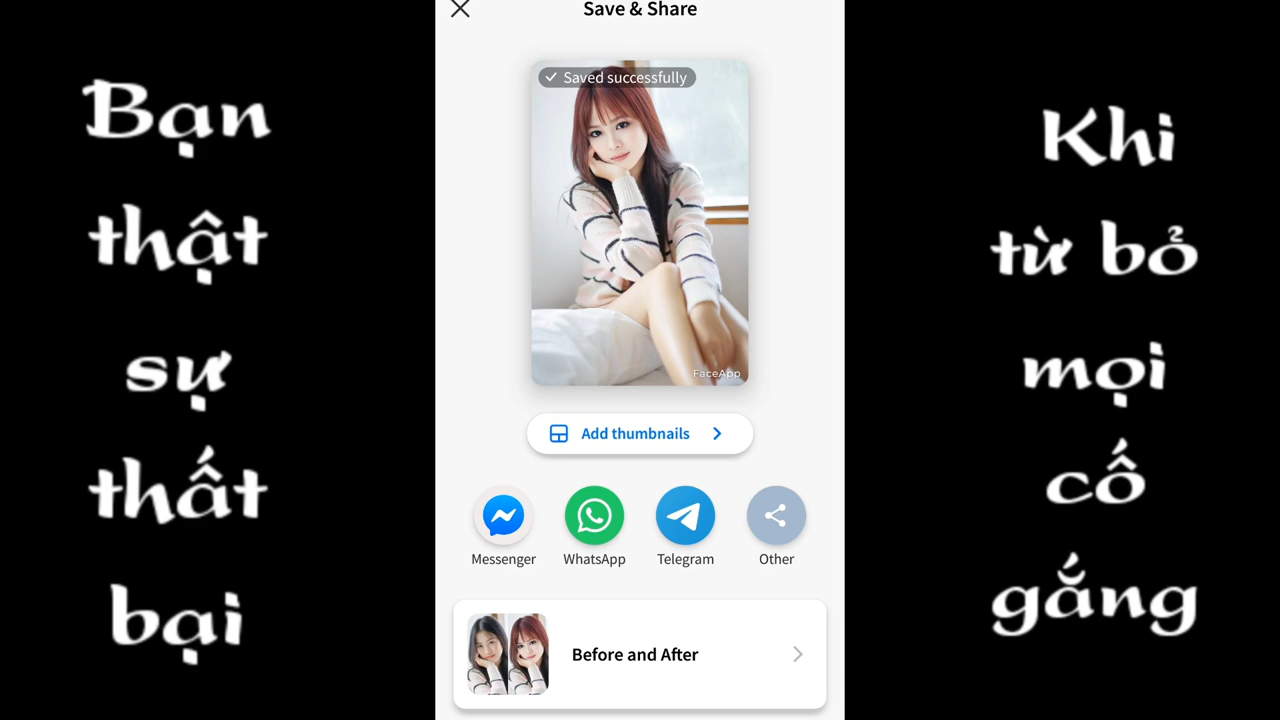 Bạn
thật
sự
thất
bại
Save & Share
Saved successfully
FaceApp
Add thumbnails
Messenger
WhatsApp
Telegram
Other
Before and After
Khi
từ bỏ
mọi
cố
gắng